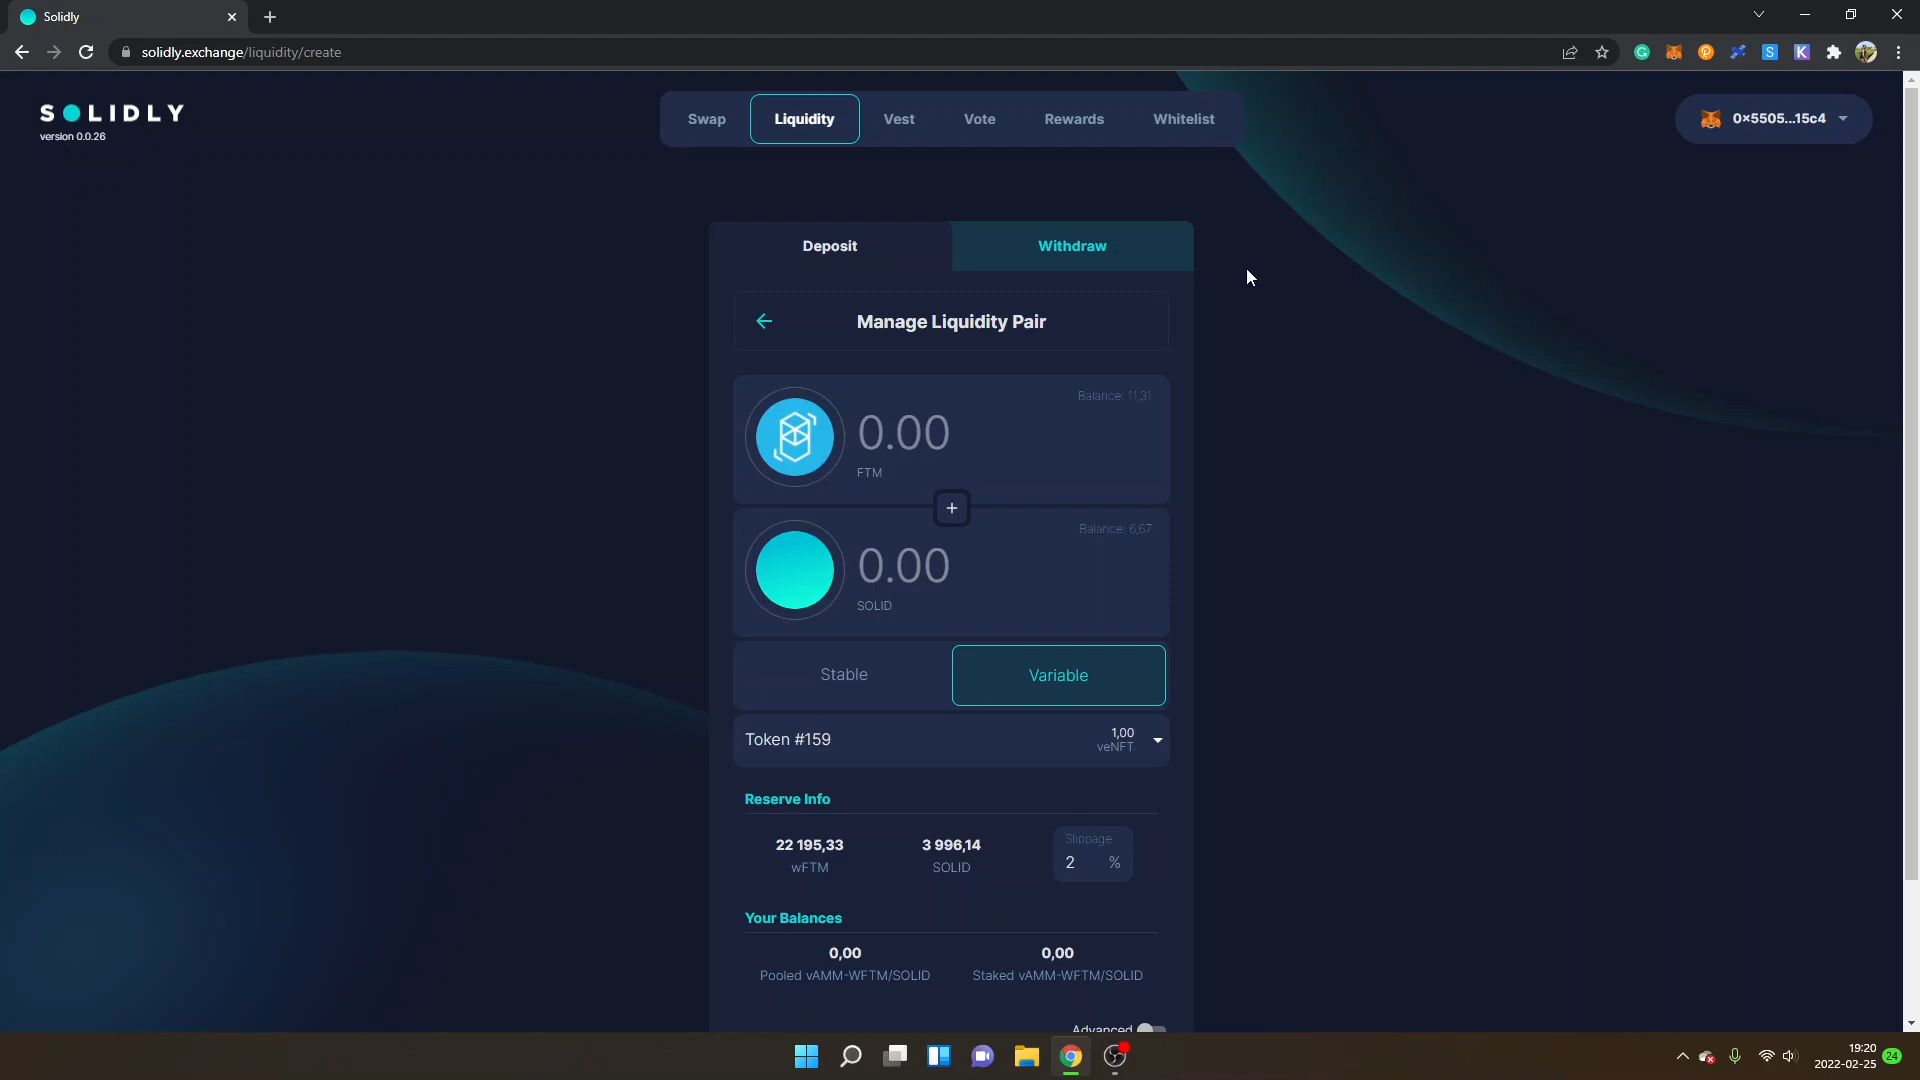 Solidly
solidly.exchange/liquidity/create
SOLIDLY
version 0.0.26
Swap
Liquidity
Vest
Vote
Rewards
Whitelist
0×5505...15c4
Deposit
Withdraw
Manage Liquidity Pair
Balance: 11,31
0.00
FTM
+
Balance: 6,67
0.00
SOLID
Stable
Variable
Token #159
1,00
veNFT
Reserve Info
22 195,33
wFTM
3 996,14
SOLID
Slippage
2 %
Your Balances
0,00
Pooled vAMM-WFTM/SOLID
0,00
Staked vAMM-WFTM/SOLID
Advanced
19:20
2022-02-25
24